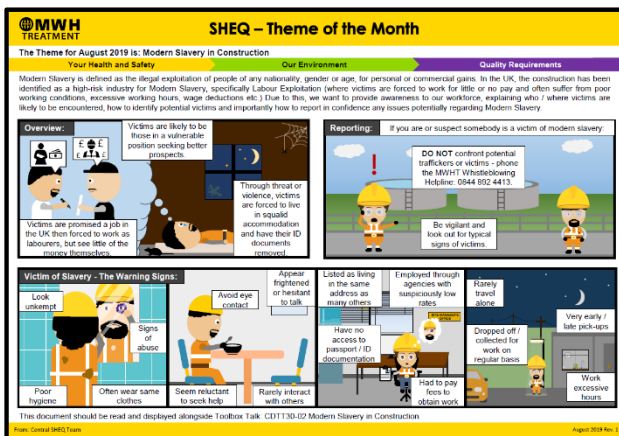 MWH
TREATMENT
SHEQ – Theme of the Month
The Theme for August 2019 is: Modern Slavery in Construction
Your Health and Safety
Our Environment
Quality Requirements
Modern Slavery is defined as the illegal exploitation of people of any nationality, gender or age, for personal or commercial gains. In the UK, the construction has been
identified as a high-risk industry for Modern Slavery, specifically Labour Exploitation (where victims are forced to work for little or no pay and often suffer from poor
working conditions, excessive working hours, wage deductions etc.) Due to this, we want to provide awareness to our workforce, explaining who / where victims are
likely to be encountered, how to identify potential victims and importantly how to report in confidence any issues potentially regarding Modern Slavery.
Overview:
Victims are likely to be
those in a vulnerable
position seeking better
prospects.
£ £
£
Victims are promised a job in
the UK then forced to work as
labourers, but see little of the
money themselves.
Through threat or
violence, victims are
forced to live in
squalid
accommodation
and have their ID
documents
removed.
Reporting:
If you are or suspect somebody is a victim of modern slavery:
!
DO NOT confront potential
traffickers or victims - phone
the MWHT Whistleblowing
Helpline: 0844 892 4413.
Be vigilant and
look out for typical
signs of victims.
Victim of Slavery - The Warning Signs:
Look
unkempt
Signs
of
abuse
Poor
hygiene
Often wear same
clothes
Avoid eye
contact
Appear
frightened
or hesitant
to talk
Seem reluctant
to seek help
Rarely interact
with others
Listed as living
in the same
address as
many others
Employed through
agencies with
suspiciously low
rates
Have no
access to
passport / ID
documentation
Had to pay
fees to
obtain work
Rarely
travel
alone
Dropped off /
collected for
work on
regular basis
Very early /
late pick-ups
Work
excessive
hours
This document should be read and displayed alongside Toolbox Talk: CDTT30-02 Modern Slavery in Construction
From: Central SHEQ Team
August 2019 Rev. 1